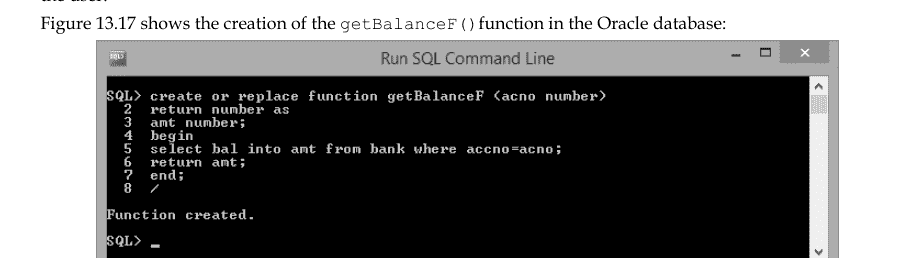 the user.
Figure 13.17 shows the creation of the getBalanceF() function in the Oracle database:
Run SQL Command Line
SQL> create or replace function getBalanceF (acno number)
2 return number as
3 amt number;
4 begin
5 select bal into amt from bank where accno=acno;
6 return amt;
7 end;
8 /
Function created.
SQL> _